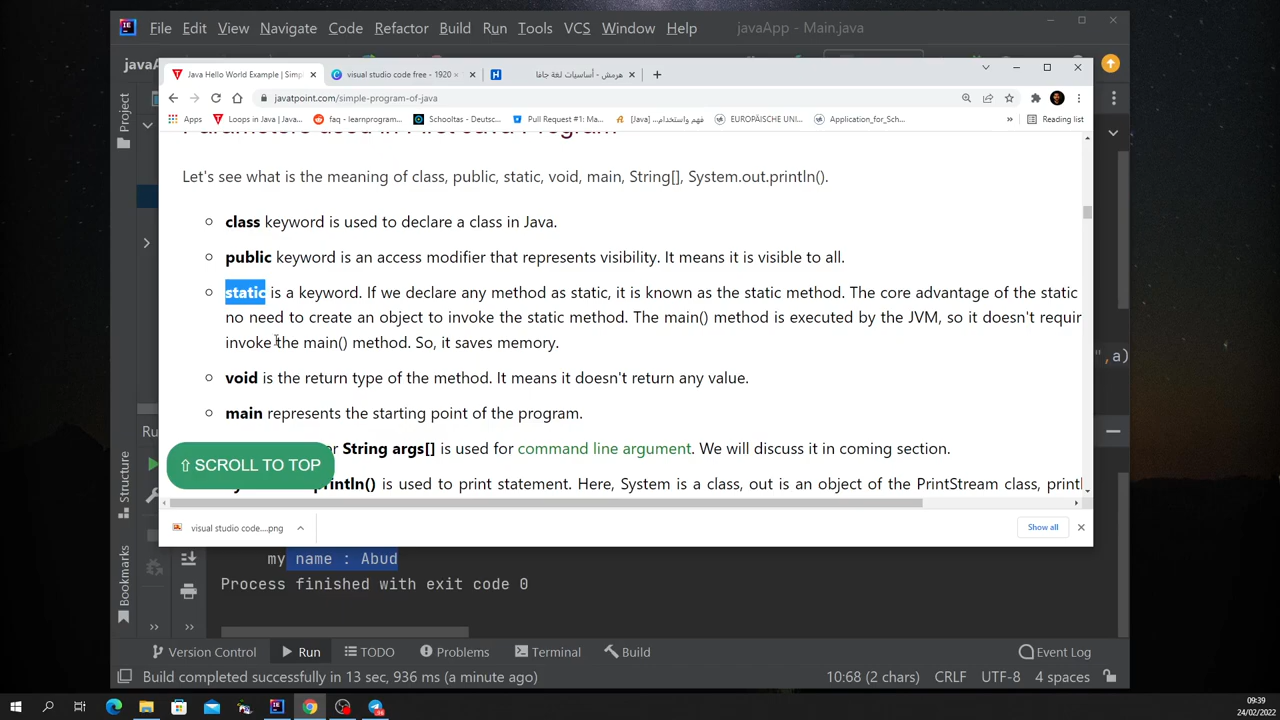 File Edit View Navigate Code Refactor Build Run Tools VCS Window Help javaApp - Main.java
javaA
Java Hello World Example | Simpl
visual studio code free - 1920 ×
هرمش - أساسيات لغة جافا
javatpoint.com/simple-program-of-java
Apps Loops in Java | Java... faq - learnprogram... Schooltas - Deutsc... Pull Request #1: Ma... [Java] ...مفهوم واستخدام EUROPÄISCHE UNI... Application_for_Sch... » Reading list
Project
Parameters used in First Java Program
Let's see what is the meaning of class, public, static, void, main, String[], System.out.println().
class keyword is used to declare a class in Java.
public keyword is an access modifier that represents visibility. It means it is visible to all.
static is a keyword. If we declare any method as static, it is known as the static method. The core advantage of the static
no need to create an object to invoke the static method. The main() method is executed by the JVM, so it doesn't requir
invoke the main() method. So, it saves memory.
",a)
void is the return type of the method. It means it doesn't return any value.
main represents the starting point of the program.
Ru
or String args[] is used for command line argument. We will discuss it in coming section.
⇧ SCROLL TO TOP
println() is used to print statement. Here, System is a class, out is an object of the PrintStream class, printl
Structure
visual studio code....png
Show all
my name : Abud
Process finished with exit code 0
Bookmarks
Version Control Run TODO Problems Terminal Build Event Log
Build completed successfully in 13 sec, 936 ms (a minute ago) 10:68 (2 chars) CRLF UTF-8 4 spaces
09:39
24/02/2022